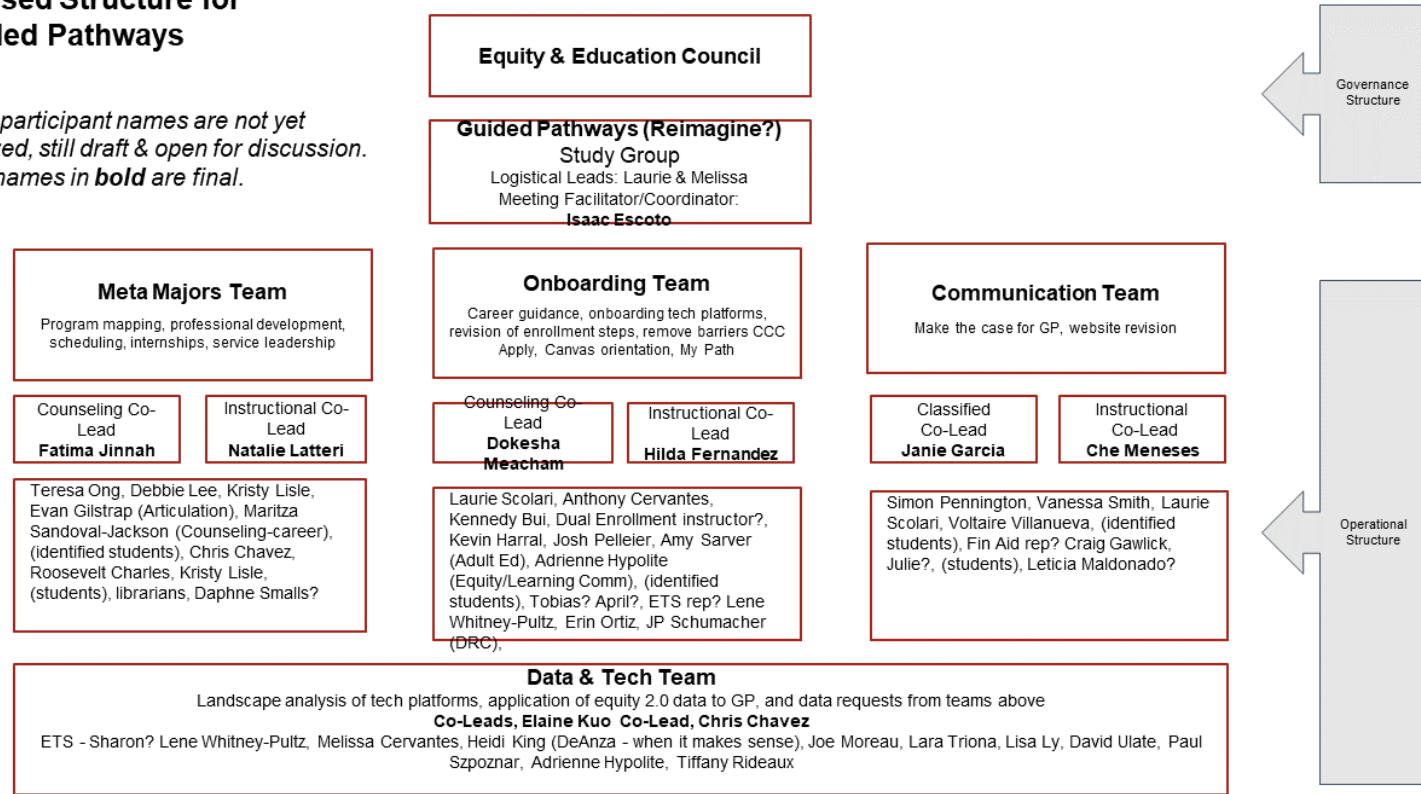 sed Structure for
led Pathways
participant names are not yet
ed, still draft & open for discussion.
names in bold are final.
Equity & Education Council
Guided Pathways (Reimagine?)
Study Group
Logistical Leads: Laurie & Melissa
Meeting Facilitator/Coordinator:
Isaac Escoto
Governance
Structure
Meta Majors Team
Program mapping, professional development,
scheduling, internships, service leadership
Counseling Co-
Lead
Fatima Jinnah
Instructional Co-
Lead
Natalie Latteri
Teresa Ong, Debbie Lee, Kristy Lisle,
Evan Gilstrap (Articulation), Maritza
Sandoval-Jackson (Counseling-career),
(identified students), Chris Chavez,
Roosevelt Charles, Kristy Lisle,
(students), librarians, Daphne Smalls?
Onboarding Team
Career guidance, onboarding tech platforms,
revision of enrollment steps, remove barriers CCC
Apply, Canvas orientation, My Path
Counseling Co-
Lead
Dokesha
Meacham
Instructional Co-
Lead
Hilda Fernandez
Laurie Scolari, Anthony Cervantes,
Kennedy Bui, Dual Enrollment instructor?,
Kevin Harral, Josh Pelleier, Amy Sarver
(Adult Ed), Adrienne Hypolite
(Equity/Learning Comm), (identified
students), Tobias? April?, ETS rep? Lene
Whitney-Pultz, Erin Ortiz, JP Schumacher
(DRC),
Communication Team
Make the case for GP, website revision
Classified
Co-Lead
Janie Garcia
Instructional
Co-Lead
Che Meneses
Simon Pennington, Vanessa Smith, Laurie
Scolari, Voltaire Villanueva, (identified
students), Fin Aid rep? Craig Gawlick,
Julie?, (students), Leticia Maldonado?
Operational
Structure
Data & Tech Team
Landscape analysis of tech platforms, application of equity 2.0 data to GP, and data requests from teams above
Co-Leads, Elaine Kuo Co-Lead, Chris Chavez
ETS - Sharon? Lene Whitney-Pultz, Melissa Cervantes, Heidi King (DeAnza - when it makes sense), Joe Moreau, Lara Triona, Lisa Ly, David Ulate, Paul
Szpoznar, Adrienne Hypolite, Tiffany Rideaux